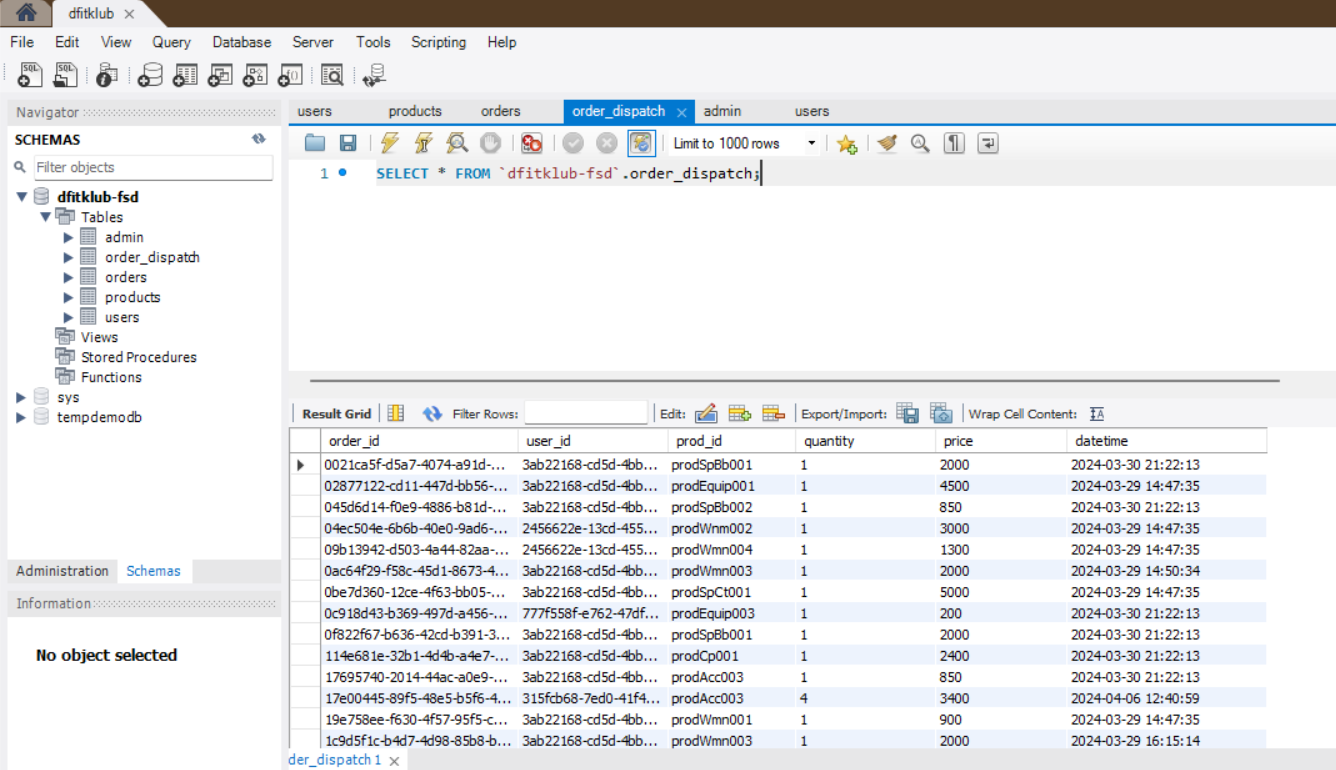 dfitklub
File Edit View Query Database Server Tools Scripting Help
SQL SQL
Navigator
users products orders order_dispatch admin users
SCHEMAS
Filter objects
Limit to 1000 rows
1 SELECT * FROM `dfitklub-fsd`.order_dispatch;
dfitklub-fsd
Tables
admin
order_dispatch
orders
products
users
Views
Stored Procedures
Functions
sys
tempdemodb
Administration Schemas
Information
No object selected
Result Grid Filter Rows: Edit: Export/Import: Wrap Cell Content: IA
order_id user_id prod_id quantity price datetime
0021ca5f-d5a7-4074-a91d-... 3ab22168-cd5d-4bb... prodSpBb001 1 2000 2024-03-30 21:22:13
02877122-cd11-447d-bb56-... 3ab22168-cd5d-4bb... prodEquip001 1 4500 2024-03-29 14:47:35
045d6d14-f0e9-4886-b81d-... 3ab22168-cd5d-4bb... prodSpBb002 1 850 2024-03-30 21:22:13
04ec504e-6b6b-40e0-9ad6-... 2456622e-13cd-455... prodWnm002 1 3000 2024-03-29 14:47:35
09b13942-d503-4a44-82aa-... 2456622e-13cd-455... prodWmn004 1 1300 2024-03-29 14:47:35
0ac64f29-f58c-45d1-8673-4... 3ab22168-cd5d-4bb... prodWmn003 1 2000 2024-03-29 14:50:34
0be7d360-12ce-4f63-bb05-... 3ab22168-cd5d-4bb... prodSpCt001 1 5000 2024-03-29 14:47:35
0c918d43-b369-497d-a456-... 777f558f-e762-47df... prodEquip003 1 200 2024-03-30 21:22:13
0f822f67-b636-42cd-b391-3... 3ab22168-cd5d-4bb... prodSpBb001 1 2000 2024-03-30 21:22:13
114e681e-32b1-4d4b-a4e7-... 3ab22168-cd5d-4bb... prodCp001 1 2400 2024-03-30 21:22:13
17695740-2014-44ac-a0e9-... 3ab22168-cd5d-4bb... prodAcc003 1 850 2024-03-30 21:22:13
17e00445-89f5-48e5-b5f6-4... 315fcb68-7ed0-41f4... prodAcc003 4 3400 2024-04-06 12:40:59
19e758ee-f630-4f57-95f5-c... 3ab22168-cd5d-4bb... prodWmn001 1 900 2024-03-29 14:47:35
1c9d5f1c-b4d7-4d98-85b8-b... 3ab22168-cd5d-4bb... prodWmn003 1 2000 2024-03-29 16:15:14
der_dispatch 1